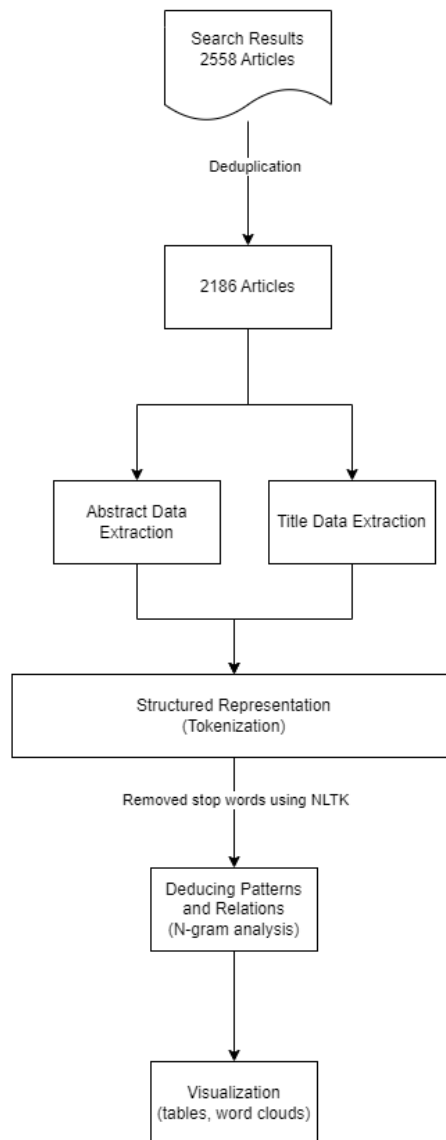 Search Results
2558 Articles
Deduplication
2186 Articles
Abstract Data
Extraction
Title Data Extraction
Structured Representation
(Tokenization)
Removed stop words using NLTK
Deducing Patterns
and Relations
(N-gram analysis)
Visualization
(tables, word clouds)